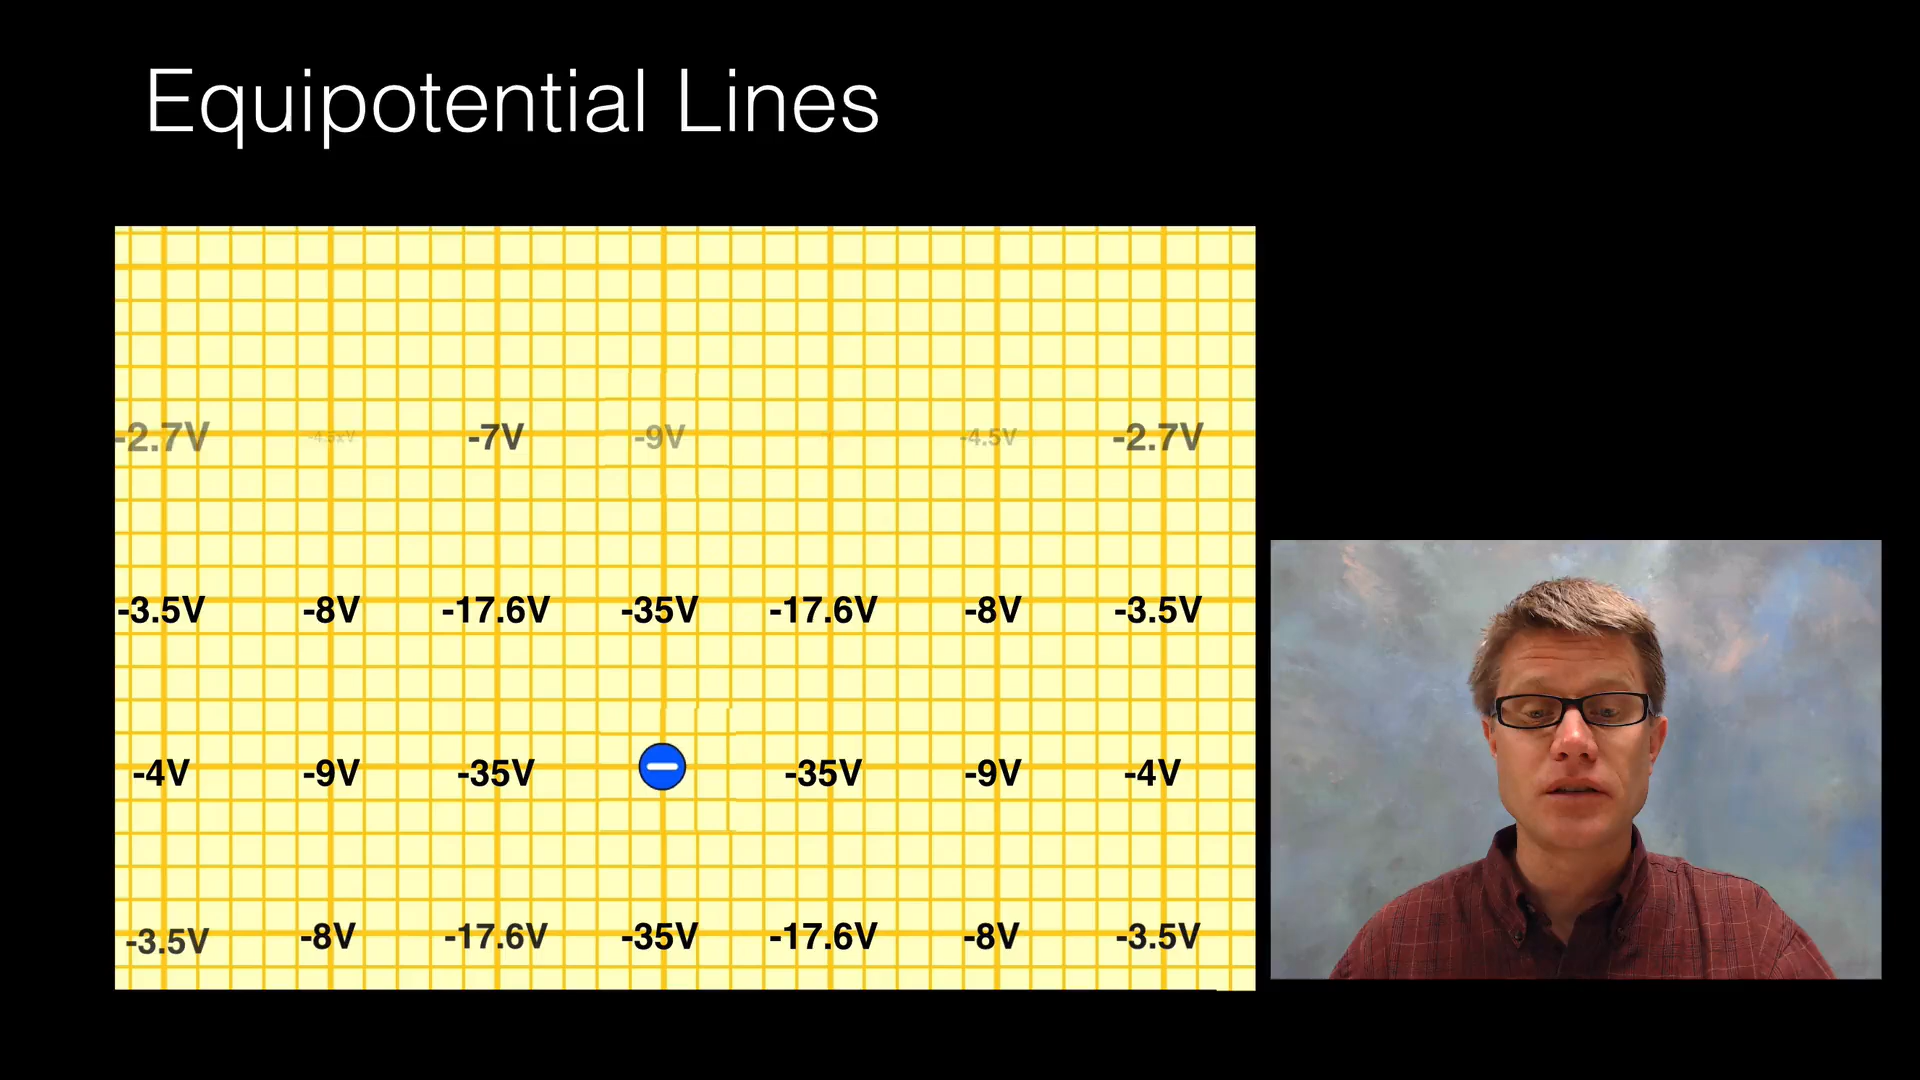 Equipotential Lines
-2.7V -7V -9V -4.5V -2.7V
-3.5V -8V -17.6V -35V -17.6V -8V -3.5V
-4V -9V -35V -35V -9V -4V
-3.5V -8V -17.6V -35V -17.6V -8V -3.5V